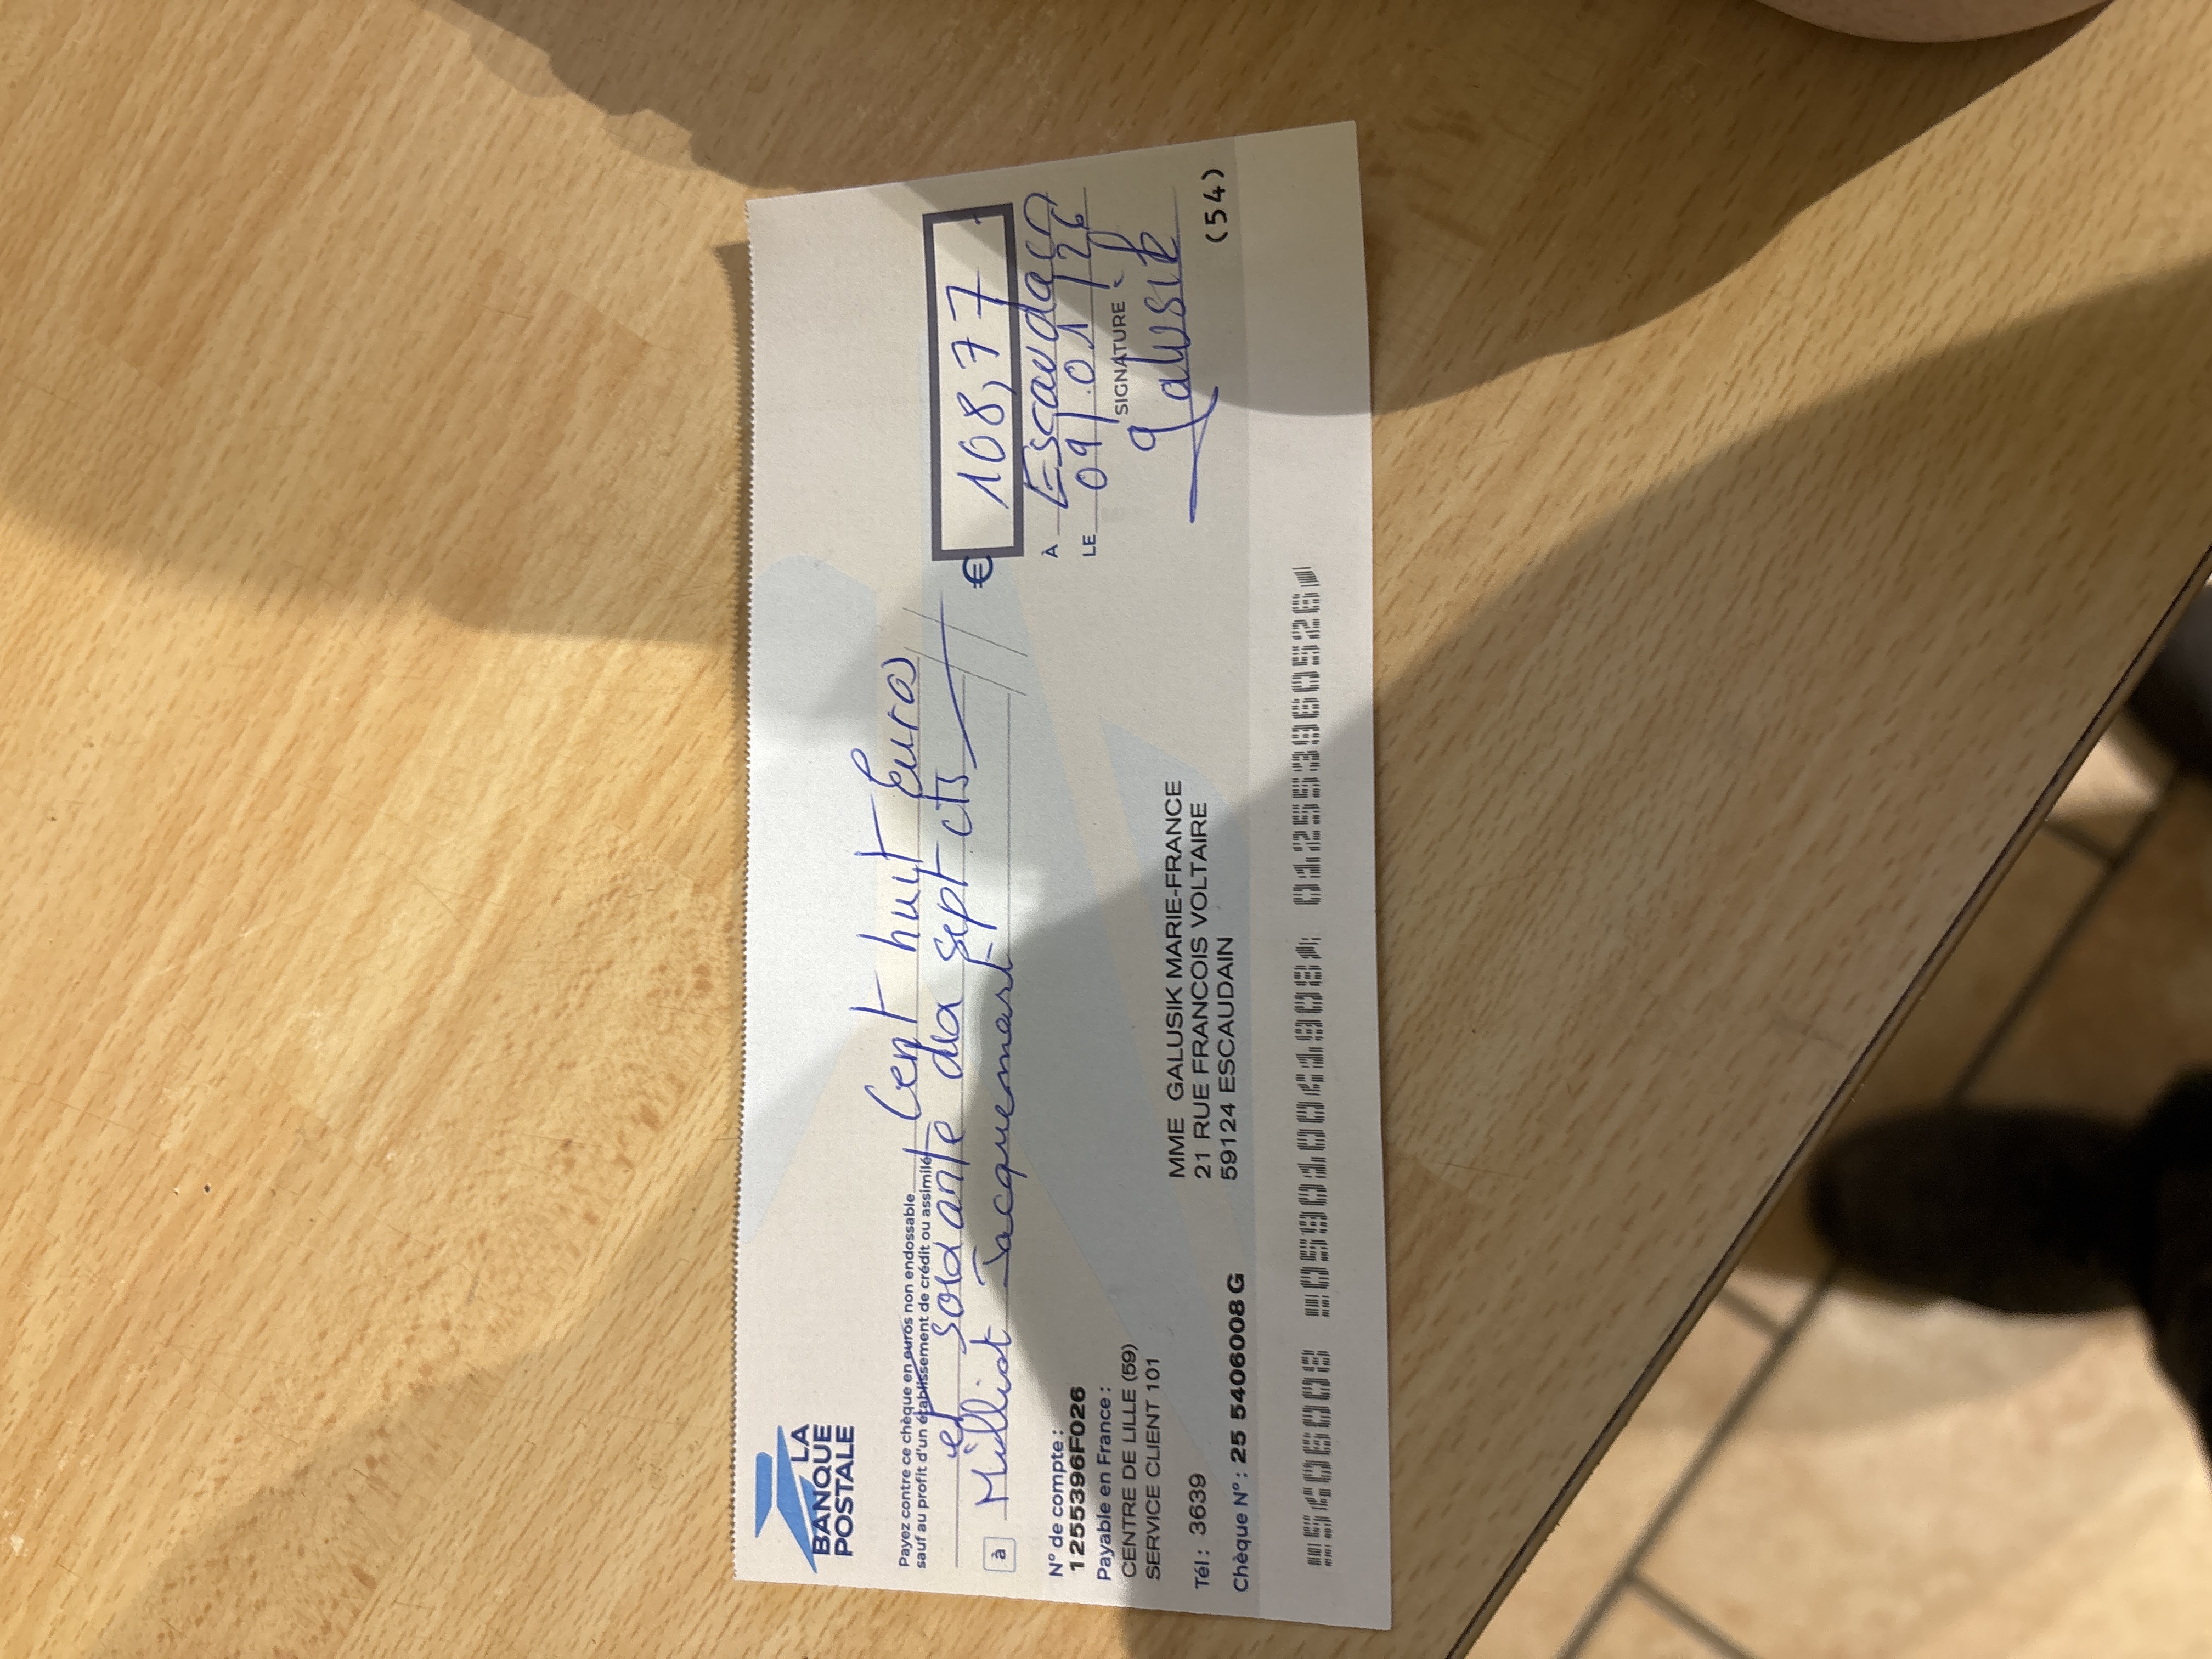 LA
BANQUE
POSTALE
Payez contre ce chèque en euros non endossable
sauf au profit d'un établissement de crédit ou assimilé
Cent huit Euros
et soixante dix sept cts
à Milliot Jacquemart
€ 108,77
À Escaudain
LE 09/01/26
SIGNATURE
Galusik
N° de compte :
1255396F026
Payable en France :
CENTRE DE LILLE (59)
SERVICE CLIENT 101
Tél : 3639
MME GALUSIK MARIE-FRANCE
21 RUE FRANCOIS VOLTAIRE
59124 ESCAUDAIN
Chèque N° : 25 5406008 G
(54)